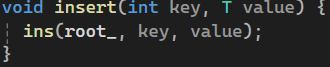 void insert(int key, T value) {
    ins(root_, key, value);
}